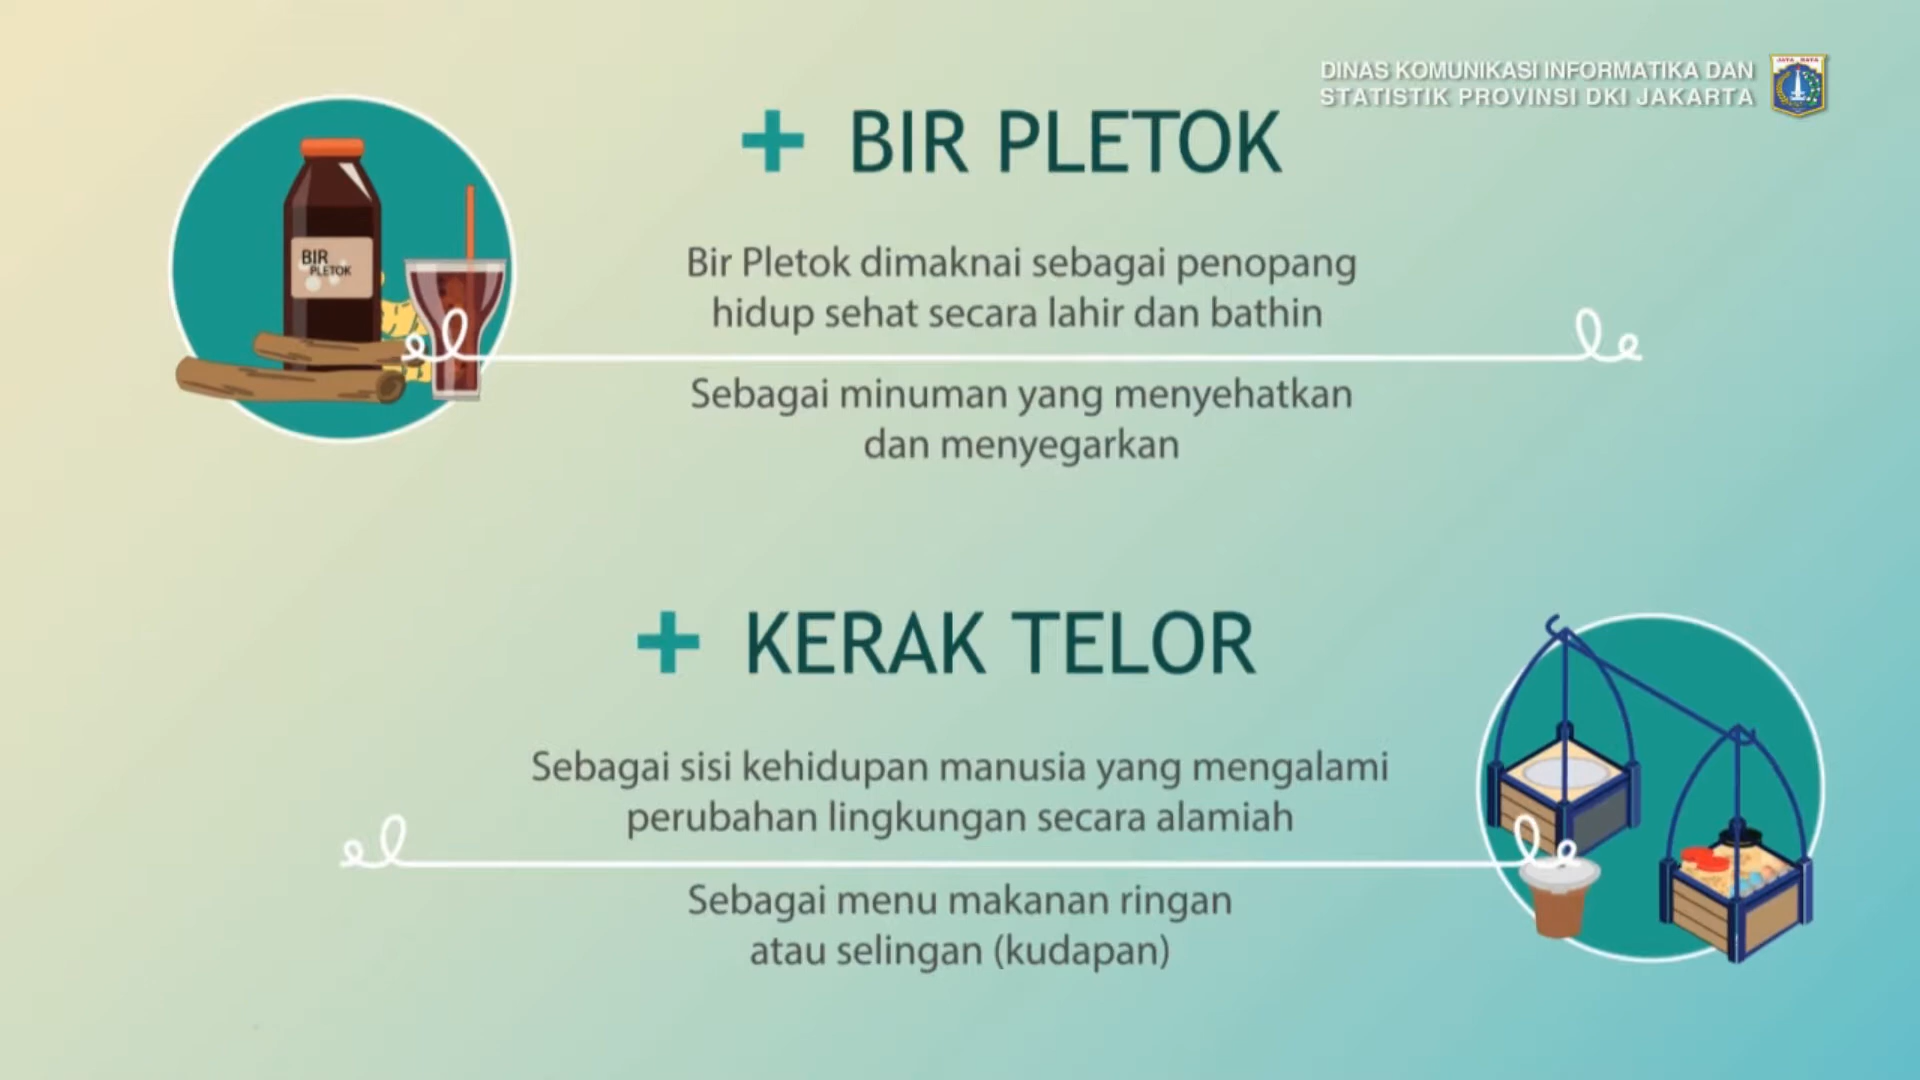 DINAS KOMUNIKASI INFORMATIKA DAN
STATISTIK PROVINSI DKI JAKARTA
JAYA RAYA
+ BIR PLETOK
BIR
PLETOK
Bir Pletok dimaknai sebagai penopang
hidup sehat secara lahir dan bathin
Sebagai minuman yang menyehatkan
dan menyegarkan
+ KERAK TELOR
Sebagai sisi kehidupan manusia yang mengalami
perubahan lingkungan secara alamiah
Sebagai menu makanan ringan
atau selingan (kudapan)